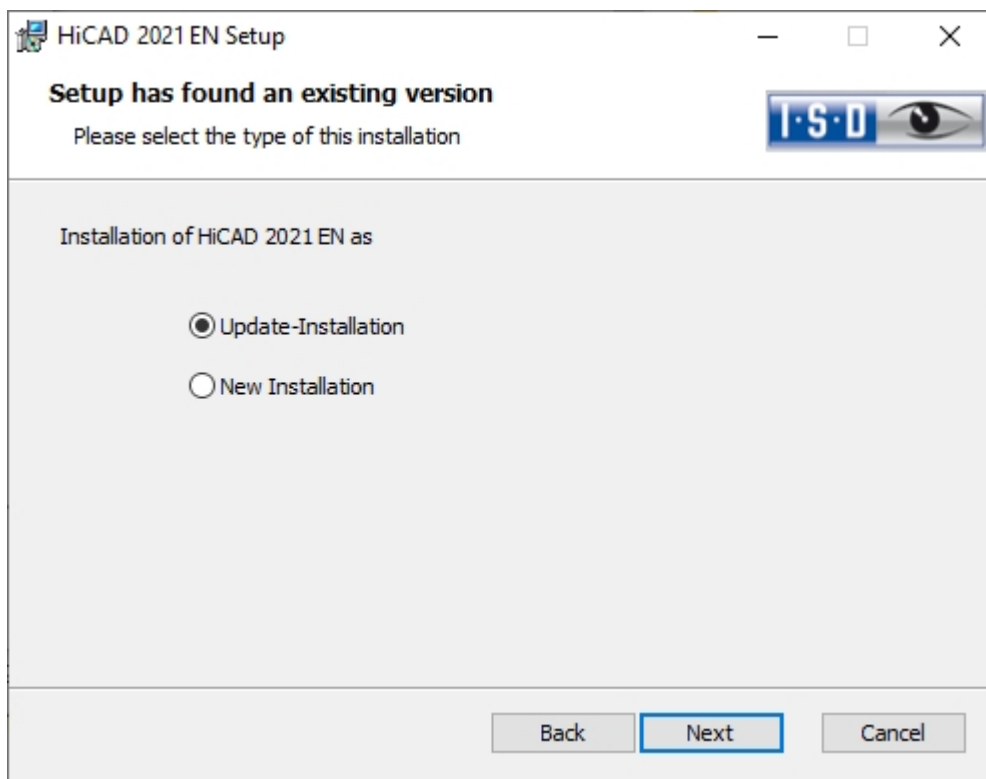 HiCAD 2021 EN Setup
Setup has found an existing version
Please select the type of this installation
I·S·D
Installation of HiCAD 2021 EN as
Update-Installation
New Installation
Back Next Cancel